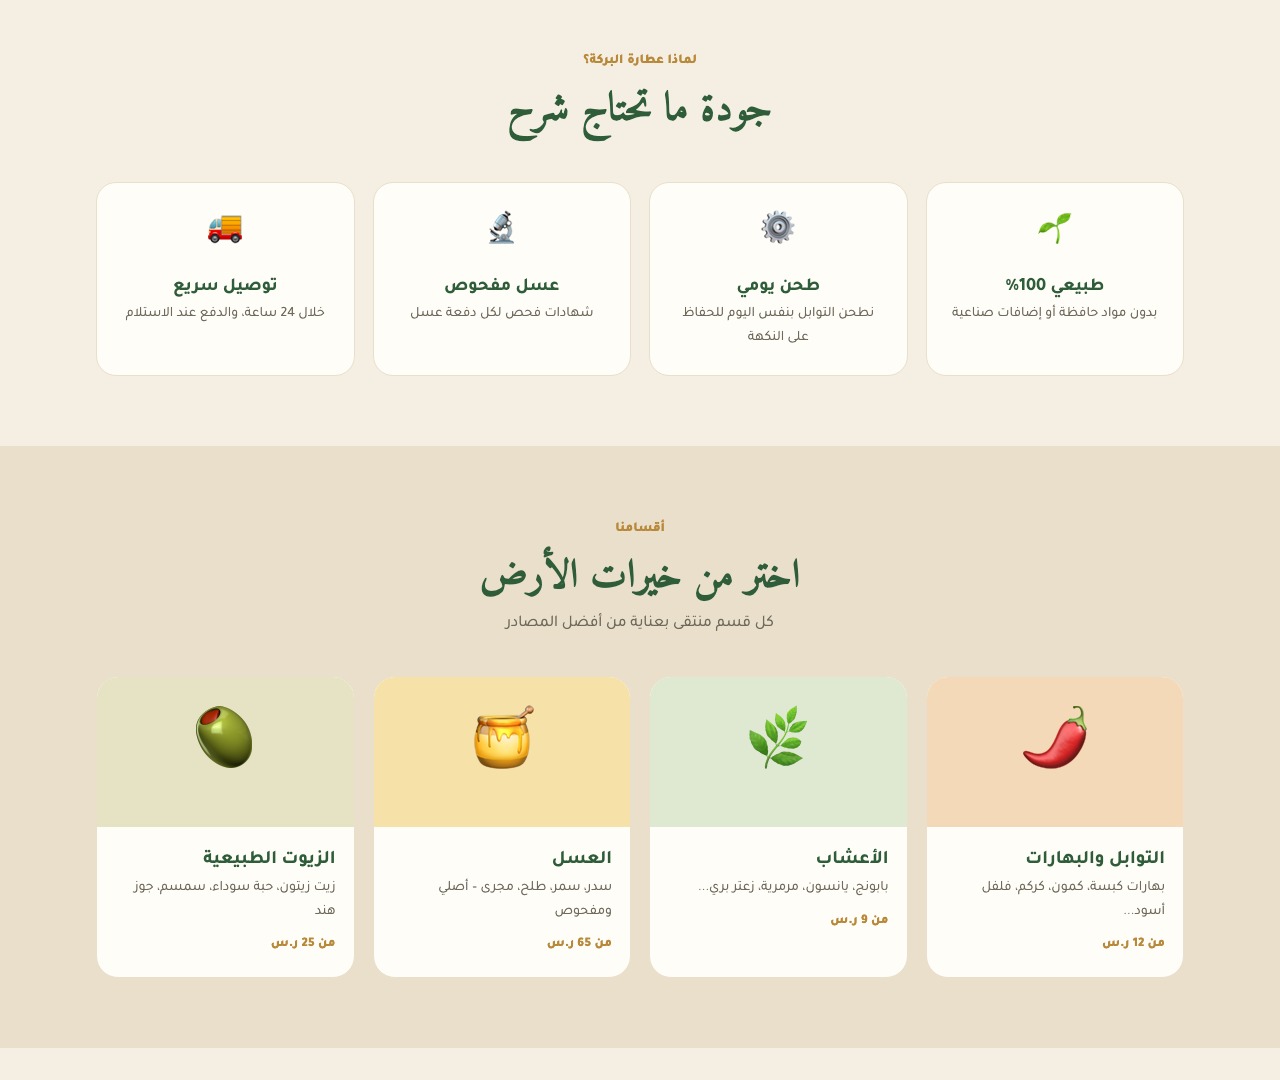 لماذا عطارة البركة؟
جودة ما تحتاج شرح
طبيعي 100%
بدون مواد حافظة أو إضافات صناعية
طحن يومي
نطحن التوابل بنفس اليوم للحفاظ
على النكهة
عسل مفحوص
شهادات فحص لكل دفعة عسل
توصيل سريع
خلال 24 ساعة، والدفع عند الاستلام
أقسامنا
اختر من خيرات الأرض
كل قسم منتقى بعناية من أفضل المصادر
التوابل والبهارات
بهارات كبسة، كمون، كركم، فلفل
أسود...
من 12 ر.س
الأعشاب
بابونج، يانسون، مرمرية، زعتر بري...
من 9 ر.س
العسل
سدر، سمر، طلح، مجرى - أصلي
ومفحوص
من 65 ر.س
الزيوت الطبيعية
زيت زيتون، حبة سوداء، سمسم، جوز
هند
من 25 ر.س